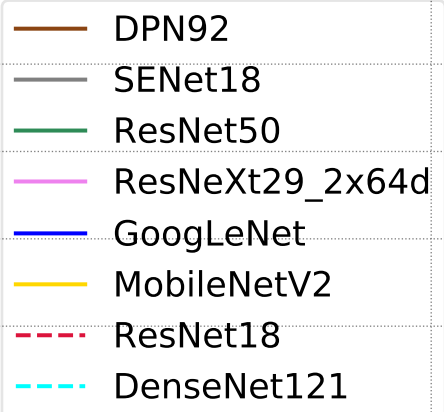 DPN92
SENet18
ResNet50
ResNeXt29_2x64d
GoogLeNet
MobileNetV2
ResNet18
DenseNet121